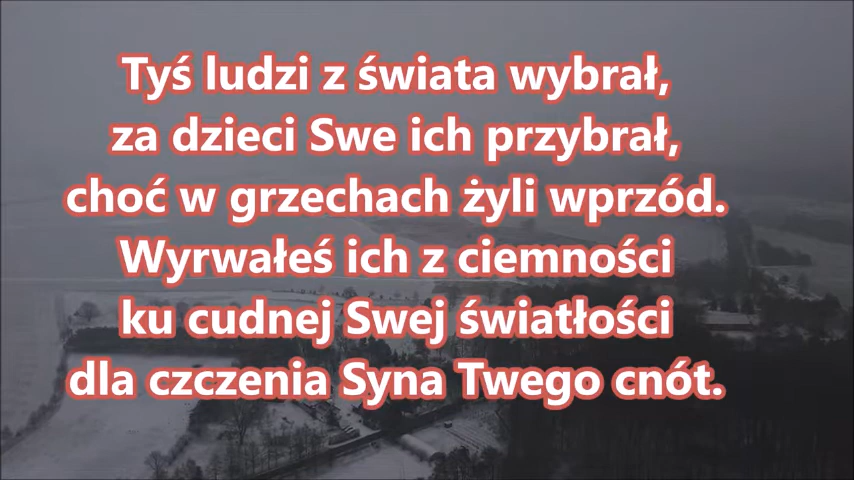 Tyś ludzi z świata wybrał,
za dzieci Swe ich przybrał,
choć w grzechach żyli wprzód.
Wyrwałeś ich z ciemności
ku cudnej Swej światłości
dla czczenia Syna Twego cnót.